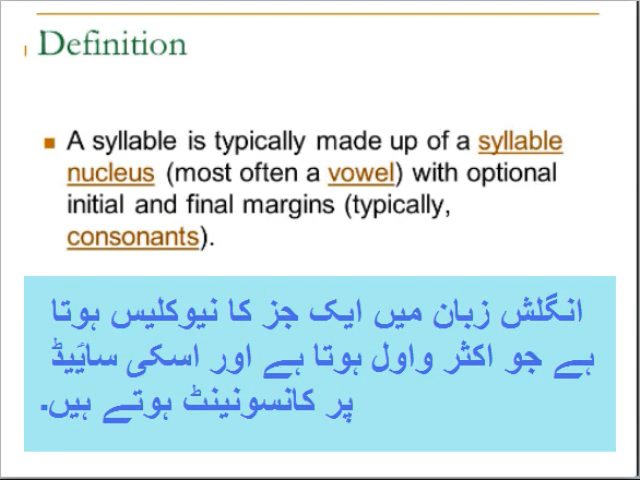 Definition
A syllable is typically made up of a syllable
nucleus (most often a vowel) with optional
initial and final margins (typically,
consonants).
انگلش زبان میں ایک جز کا نیوکلیس ہوتا
ہے جو اکثر واول ہوتا ہے اور اسکی سایٔیڈ
پر کانسونینٹ ہوتے ہیں۔